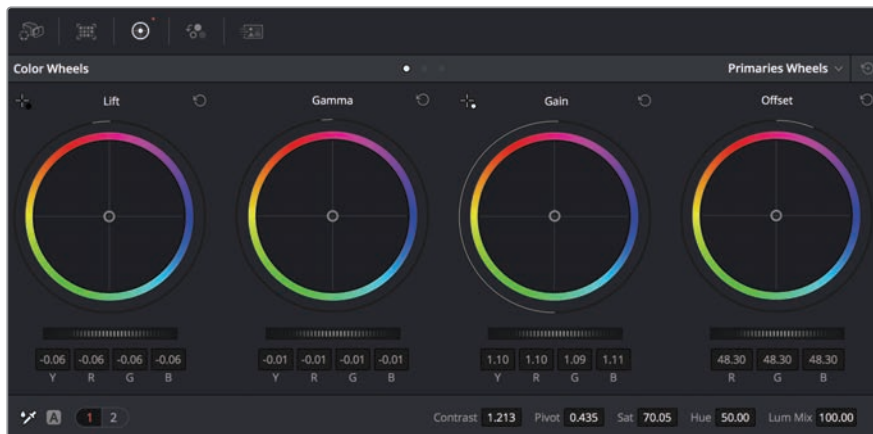 Color Wheels Primaries Wheels
Lift Gamma Gain Offset
-0.06 -0.06 -0.06 -0.06 -0.01 -0.01 -0.01 -0.01 1.10 1.10 1.09 1.11 48.30 48.30 48.30
Y R G B Y R G B Y R G B R G B
A 1 2 Contrast 1.213 Pivot 0.435 Sat 70.05 Hue 50.00 Lum Mix 100.00